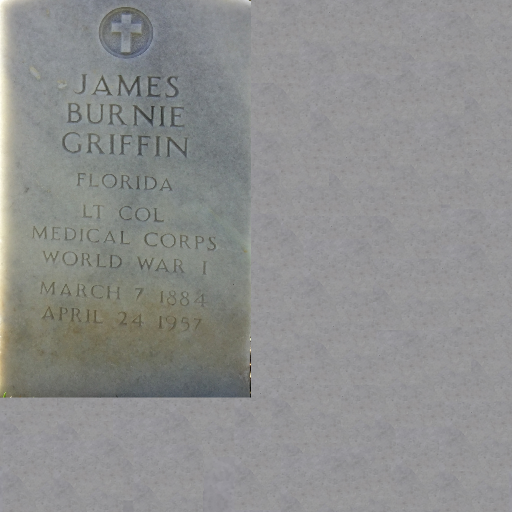 JAMES
BURNIE
GRIFFIN
FLORIDA
LT COL
MEDICAL CORPS
WORLD WAR I
MARCH 7 1884
APRIL 24 1957